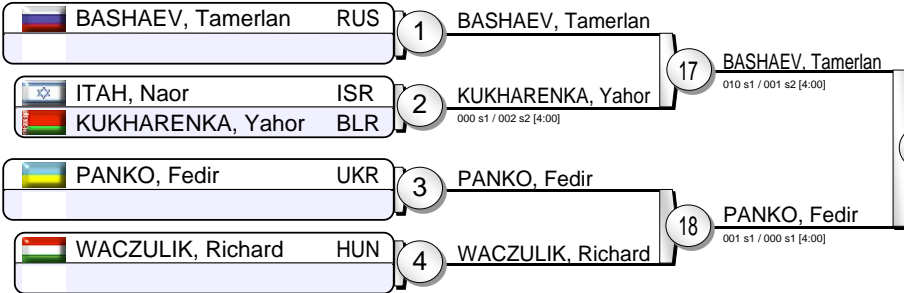 BASHAEV, Tamerlan RUS
1
BASHAEV, Tamerlan
ITAH, Naor ISR
KUKHARENKA, Yahor BLR
2
KUKHARENKA, Yahor
000 s1 / 002 s2 [4:00]
17
BASHAEV, Tamerlan
010 s1 / 001 s2 [4:00]
PANKO, Fedir UKR
3
PANKO, Fedir
WACZULIK, Richard HUN
4
WACZULIK, Richard
18
PANKO, Fedir
001 s1 / 000 s1 [4:00]